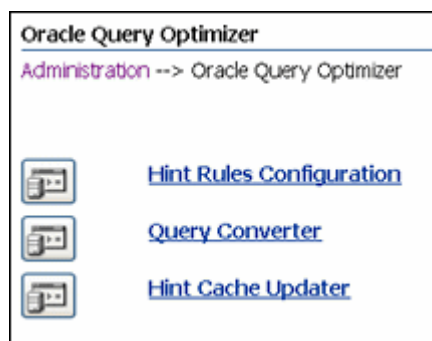 Oracle Query Optimizer
Administration --> Oracle Query Optimizer
Hint Rules Configuration
Query Converter
Hint Cache Updater